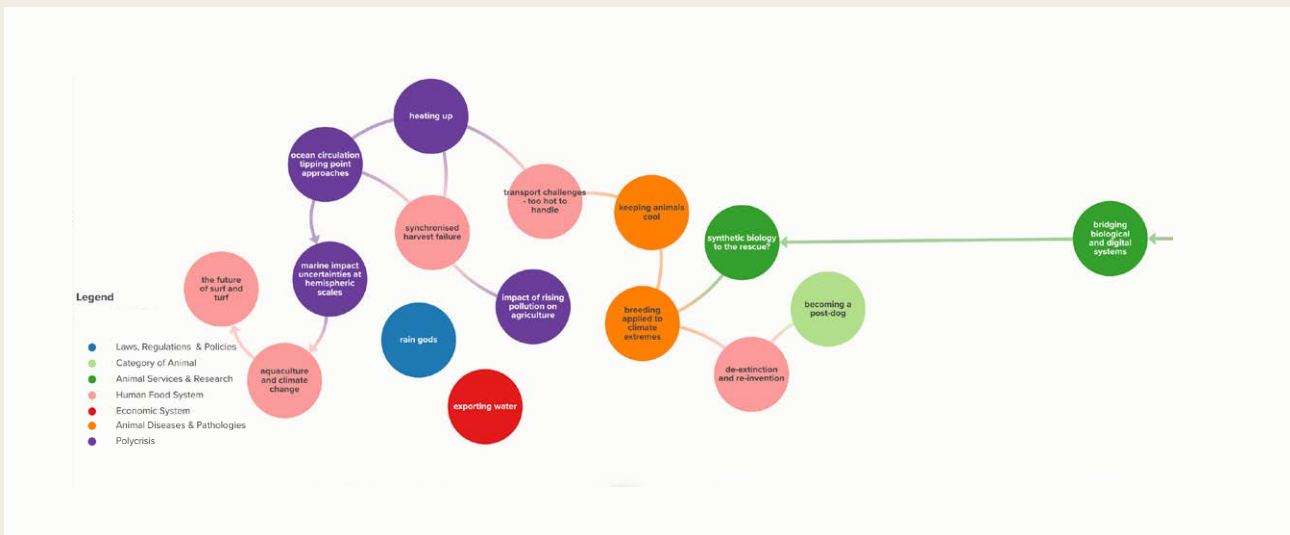 heating up
ocean circulation
tipping point
approaches
transport challenges
- too hot to
handle
keeping animals
cool
synchronised
harvest failure
synthetic biology
to the rescue?
bridging
biological
and digital
systems
marine impact
uncertainties at
hemispheric
scales
the future
of surf and
turf
impact of rising
pollution on
agriculture
breeding
applied to
climate
extremes
becoming a
post-dog
rain gods
aquaculture
and climate
change
de-extinction
and re-invention
exporting water
Legend
Laws, Regulations & Policies
Category of Animal
Animal Services & Research
Human Food System
Economic System
Animal Diseases & Pathologies
Polycrisis